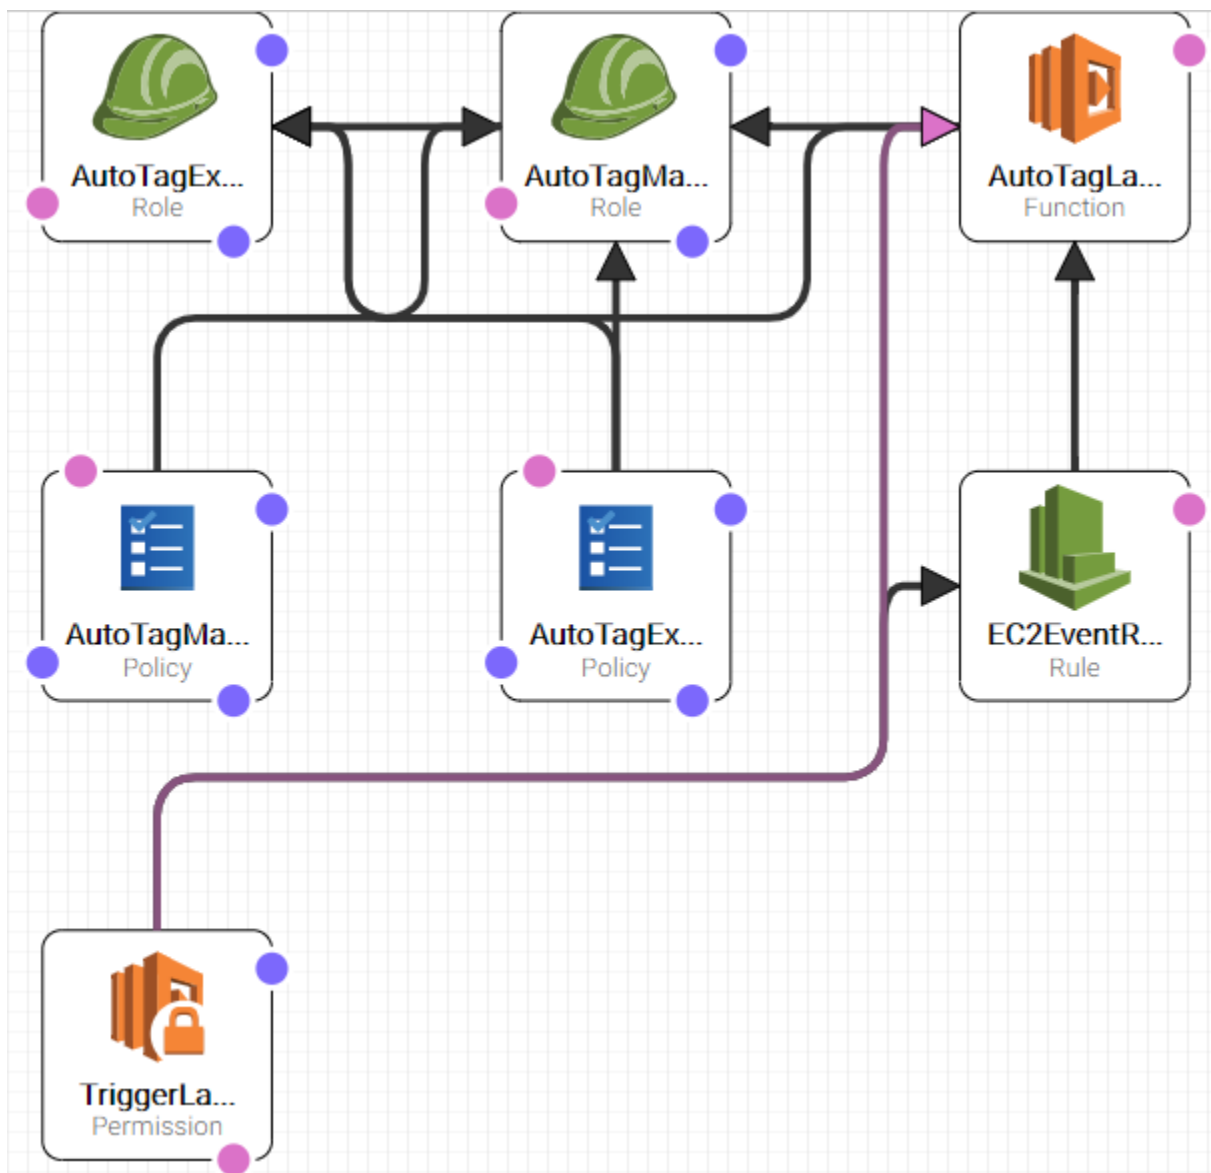 AutoTagEx...
Role
AutoTagMa...
Role
AutoTagLa...
Function
AutoTagMa...
Policy
AutoTagEx...
Policy
EC2EventR...
Rule
TriggerLa...
Permission